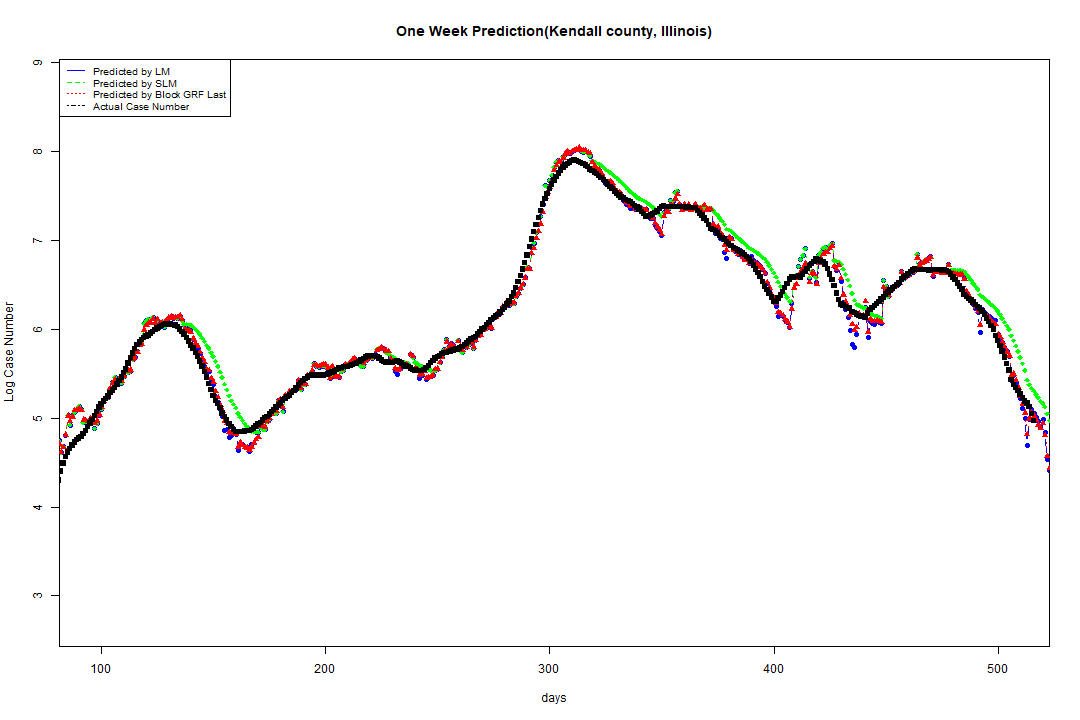 One Week Prediction(Kendall county, Illinois)
Predicted by LM
Predicted by SLM
Predicted by Block GRF Last
Actual Case Number
9
8
7
6
5
4
3
Log Case Number
100 200 300 400 500
days